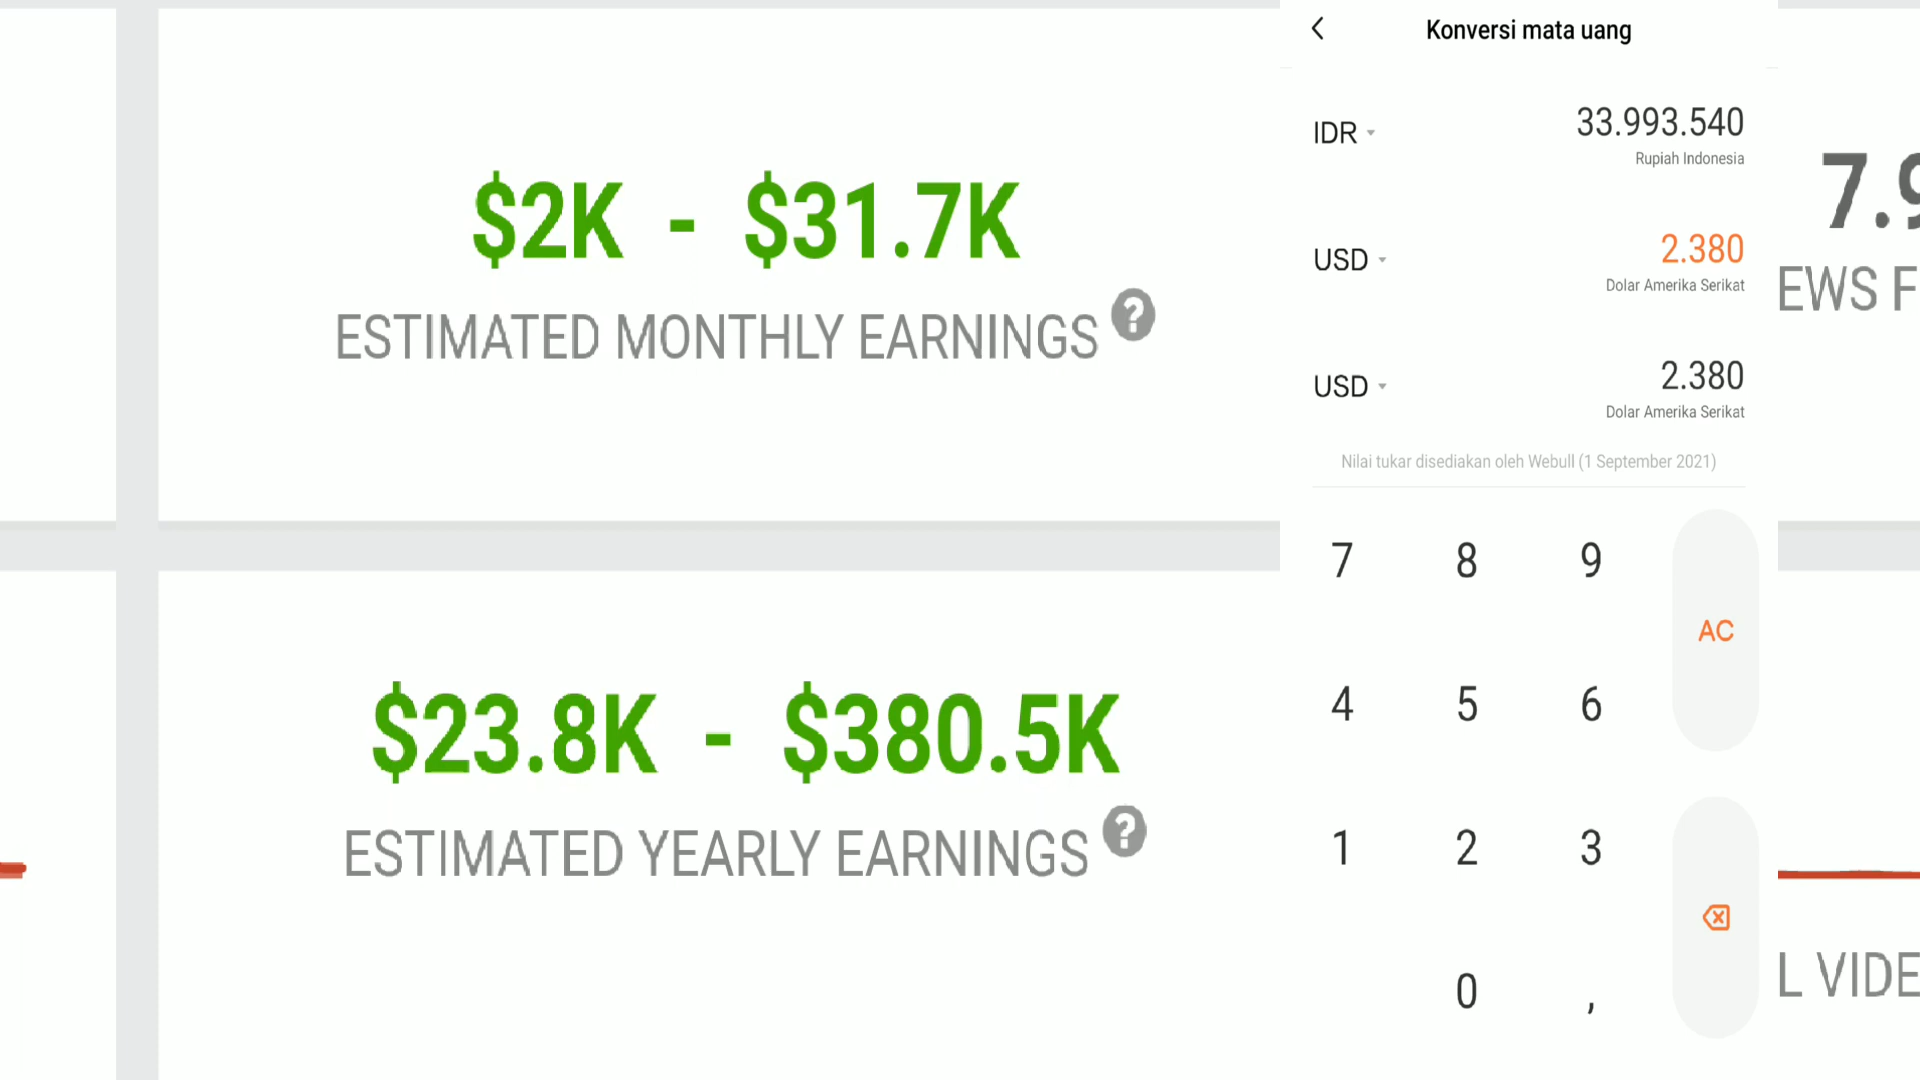 $2K - $31.7K
ESTIMATED MONTHLY EARNINGS ?
$23.8K - $380.5K
ESTIMATED YEARLY EARNINGS ?
Konversi mata uang
IDR 33.993.540
Rupiah Indonesia
USD 2.380
Dolar Amerika Serikat
USD 2.380
Dolar Amerika Serikat
Nilai tukar disediakan oleh Webull (1 September 2021)
7 8 9
AC
4 5 6
1 2 3
0 ,
7.9
EWS F
L VIDE